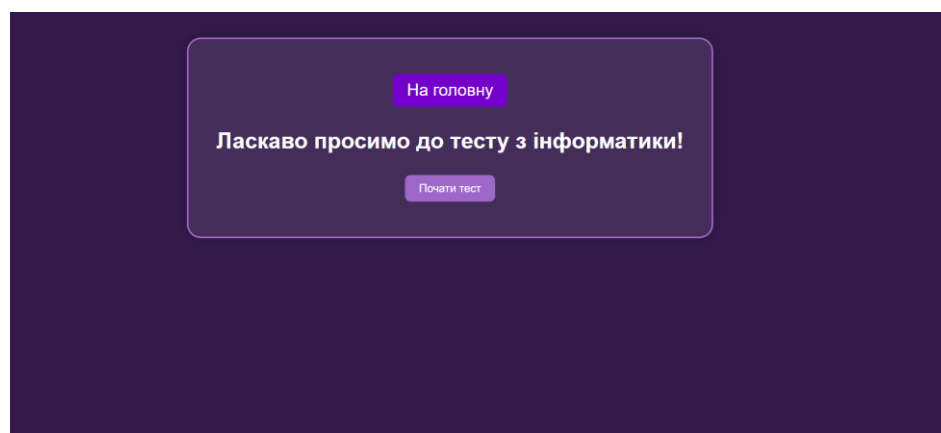 На головну
Ласкаво просимо до тесту з інформатики!
Почати тест